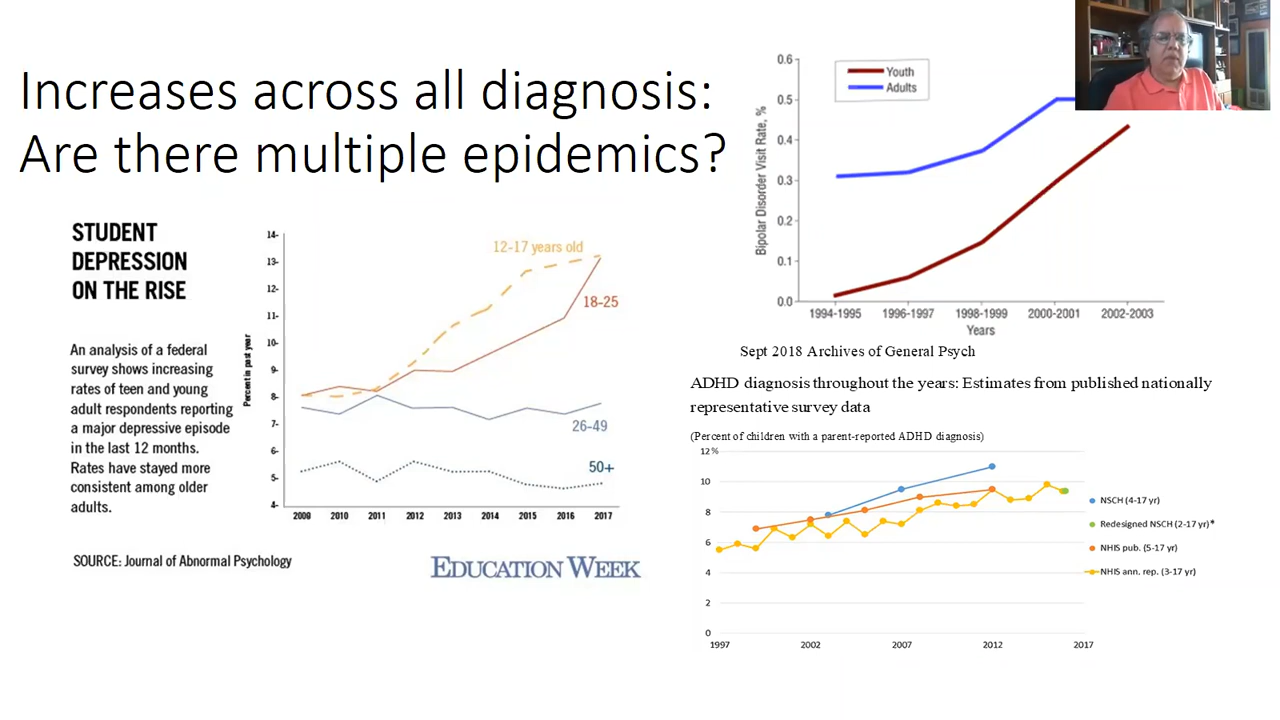 Increases across all diagnosis:
Are there multiple epidemics?
STUDENT
DEPRESSION
ON THE RISE
An analysis of a federal
survey shows increasing
rates of teen and young
adult respondents reporting
a major depressive episode
in the last 12 months.
Rates have stayed more
consistent among older
adults.
Percent in past year
14-
13-
12-
11-
10-
9-
8-
7-
6-
5-
4-
12-17 years old
18-25
26-49
50+
2009 2010 2011 2012 2013 2014 2015 2016 2017
SOURCE: Journal of Abnormal Psychology
EDUCATION WEEK
Youth
Adults
Bipolar Disorder Visit Rate, %
0.6
0.5
0.4
0.3
0.2
0.1
0.0
1994-1995 1996-1997 1998-1999 2000-2001 2002-2003
Years
Sept 2018 Archives of General Psych
ADHD diagnosis throughout the years: Estimates from published nationally
representative survey data
(Percent of children with a parent-reported ADHD diagnosis)
12%
10
8
6
4
2
0
1997 2002 2007 2012 2017
NSCH (4-17 yr)
Redesigned NSCH (2-17 yr)*
NHIS pub. (5-17 yr)
NHIS ann. rep. (3-17 yr)